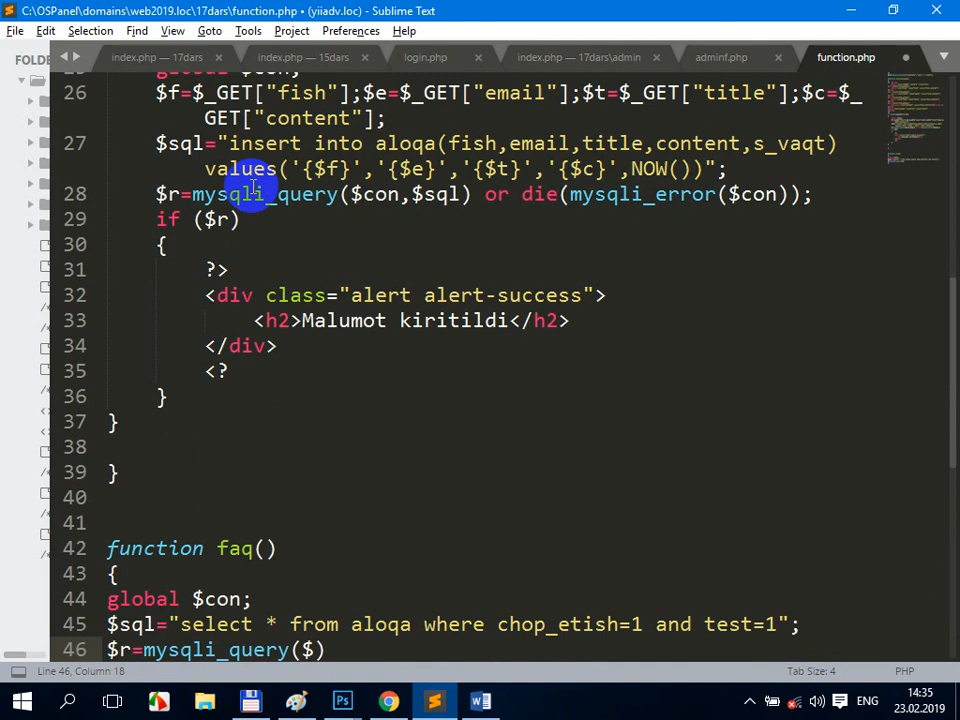 C:\OSPanel\domains\web2019.loc\17dars\function.php • (yiiadv.loc) - Sublime Text
File Edit Selection Find View Goto Tools Project Preferences Help
FOLDE
index.php — 17dars
index.php — 15dars
login.php
index.php — 17dars\admin
adminf.php
function.php
25 global $con;
26 $f=$_GET["fish"];$e=$_GET["email"];$t=$_GET["title"];$c=$_
GET["content"];
27 $sql="insert into aloqa(fish,email,title,content,s_vaqt)
values('{$f}','{$e}','{$t}','{$c}',NOW())";
28 $r=mysqli_query($con,$sql) or die(mysqli_error($con));
29 if ($r)
30 {
31 ?>
32 <div class="alert alert-success">
33 <h2>Malumot kiritildi</h2>
34 </div>
35 <?
36 }
37 }
38
39 }
40
41
42 function faq()
43 {
44 global $con;
45 $sql="select * from aloqa where chop_etish=1 and test=1";
46 $r=mysqli_query($)
Line 46, Column 18
Tab Size: 4
PHP
ENG
14:35
23.02.2019